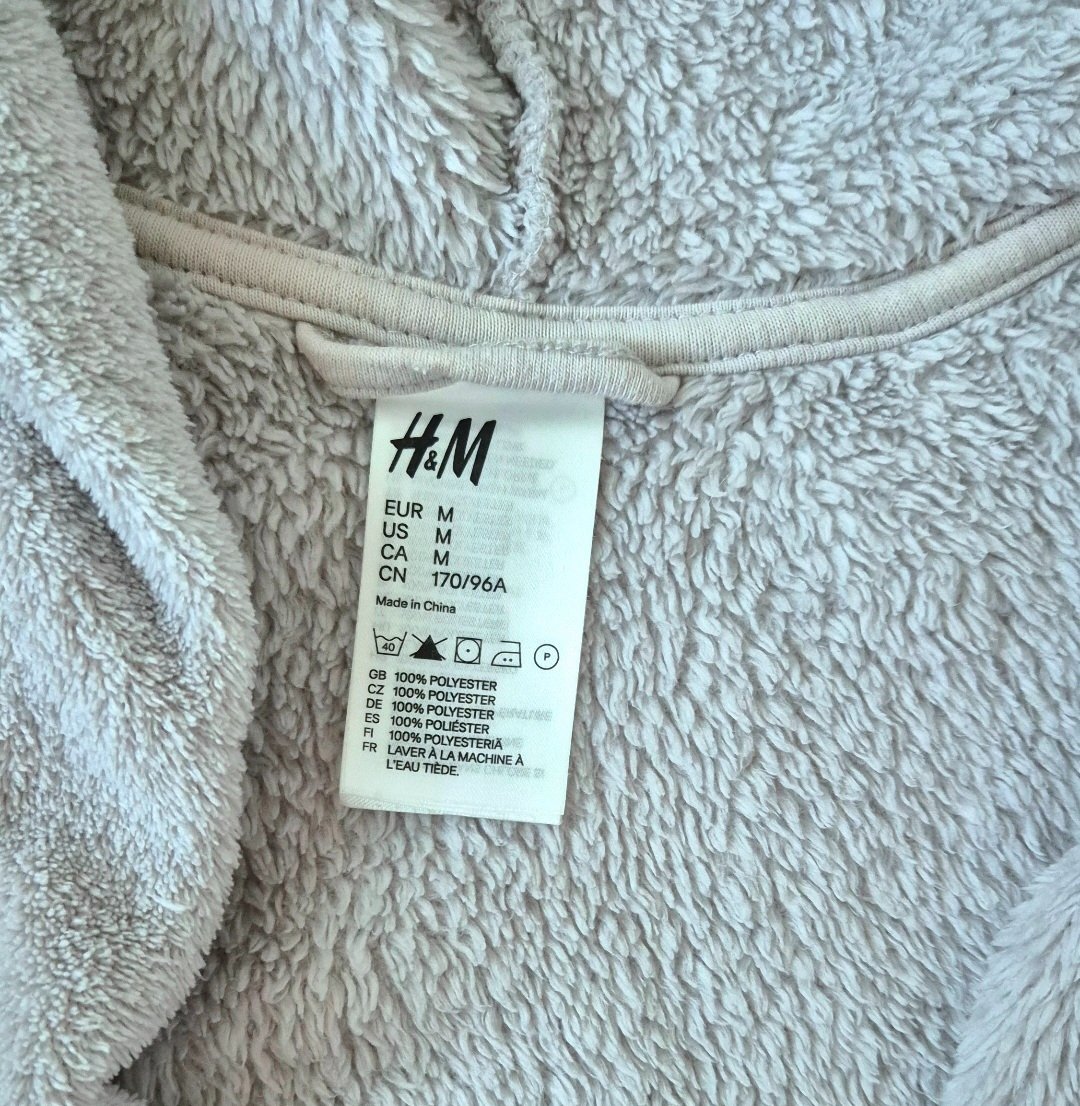 H&M
EUR M
US M
CA M
CN 170/96A
Made in China
40 P
GB 100% POLYESTER
CZ 100% POLYESTER
DE 100% POLYESTER
ES 100% POLIÉSTER
FI 100% POLYESTERIÄ
FR LAVER À LA MACHINE À
L'EAU TIÈDE.